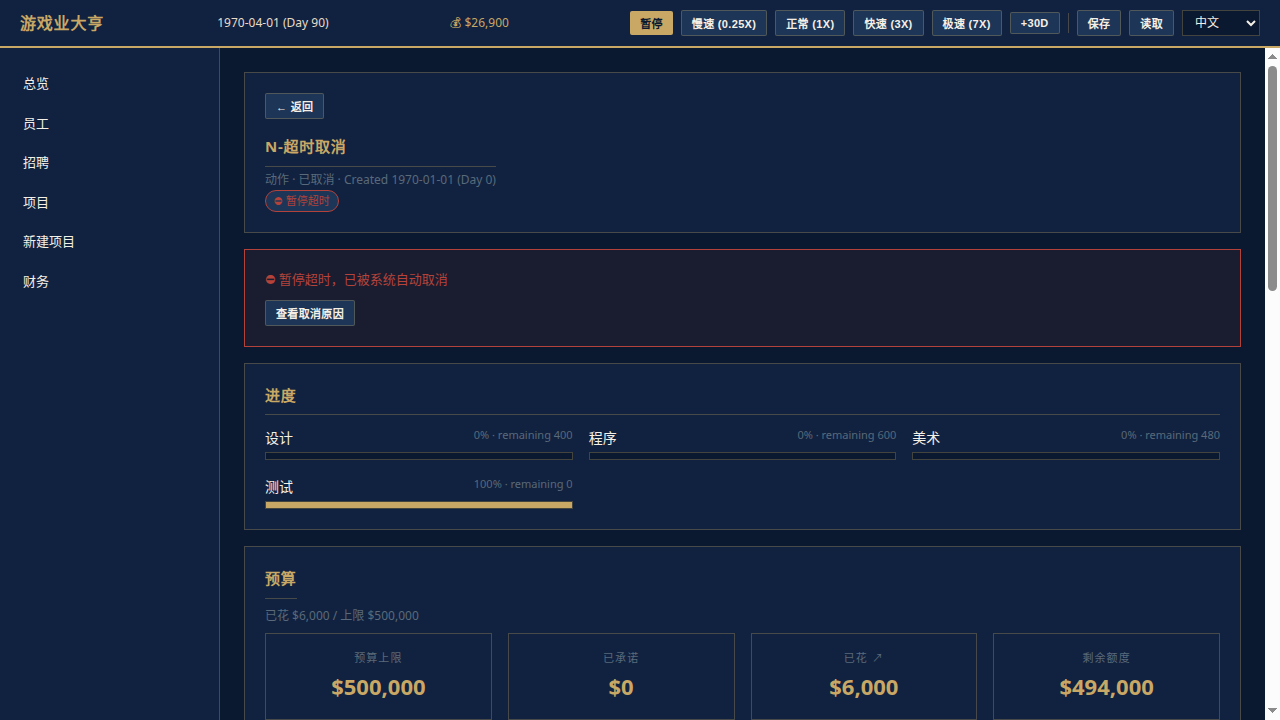 游戏业大亨
1970-04-01 (Day 90)
💰 $26,900
暂停
慢速 (0.25X)
正常 (1X)
快速 (3X)
极速 (7X)
+30D
保存
读取
中文
总览
员工
招聘
项目
新建项目
财务
← 返回
N-超时取消
动作 · 已取消 · Created 1970-01-01 (Day 0)
⛔ 暂停超时
⛔ 暂停超时，已被系统自动取消
查看取消原因
进度
设计 0% · remaining 400
程序 0% · remaining 600
美术 0% · remaining 480
测试 100% · remaining 0
预算
已花 $6,000 / 上限 $500,000
预算上限
$500,000
已承诺
$0
已花 ↗
$6,000
剩余额度
$494,000